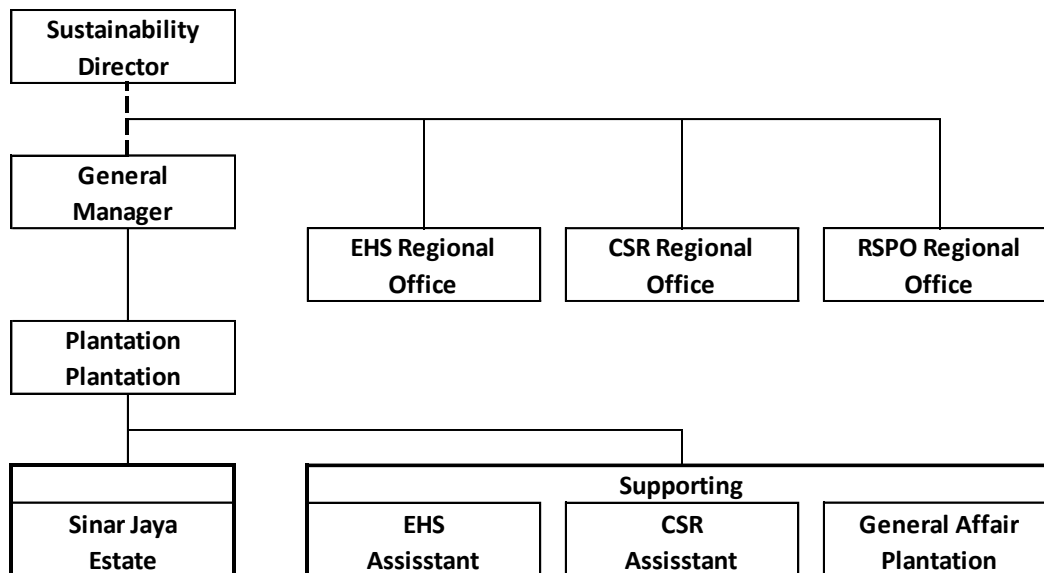 Sustainability
Director
General
Manager
EHS Regional
Office
CSR Regional
Office
RSPO Regional
Office
Plantation
Plantation
Supporting
Sinar Jaya
Estate
EHS
Assisstant
CSR
Assisstant
General Affair
Plantation